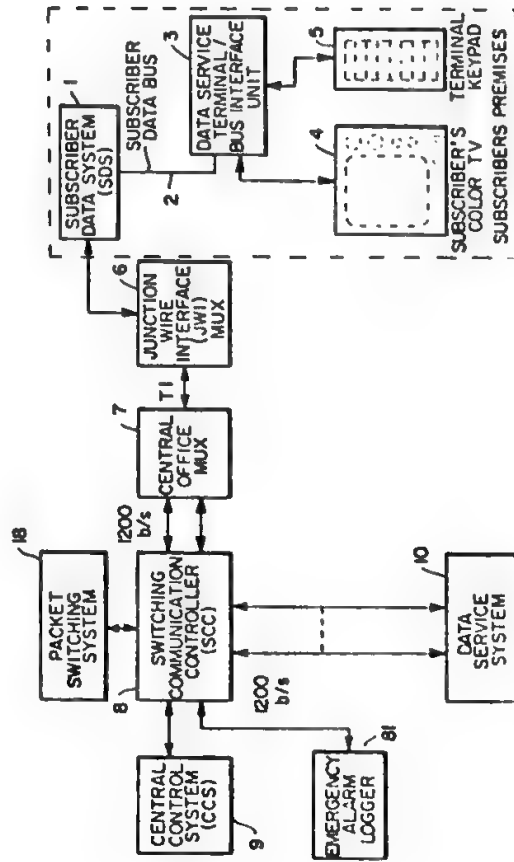 18
PACKET
SWITCHING
SYSTEM
9
CENTRAL
CONTROL
SYSTEM
(CCS)
8
SWITCHING
COMMUNICATION
CONTROLLER
(SCC)
1200
b/s
7
CENTRAL
OFFICE
MUX
T1
6
JUNCTION
WIRE
INTERFACE
(JWI)
MUX
1
SUBSCRIBER
DATA SYSTEM
(SDS)
SUBSCRIBER
DATA BUS
2
3
DATA SERVICE
TERMINAL /
BUS INTERFACE
UNIT
4
SUBSCRIBER'S
COLOR TV
5
TERMINAL
KEYPAD
SUBSCRIBERS PREMISES
1200
b/s
81
EMERGENCY
ALARM
LOGGER
10
DATA
SERVICE
SYSTEM